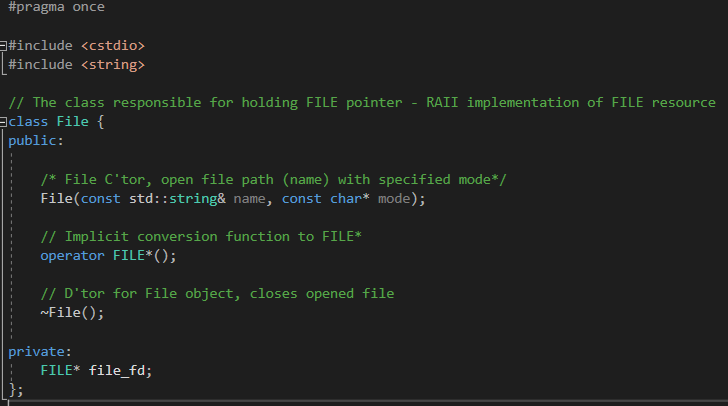 #pragma once
#include <cstdio>
#include <string>
// The class responsible for holding FILE pointer - RAII implementation of FILE resource
class File {
public:
/* File C'tor, open file path (name) with specified mode*/
File(const std::string& name, const char* mode);
// Implicit conversion function to FILE*
operator FILE*();
// D'tor for File object, closes opened file
~File();
private:
FILE* file_fd;
};